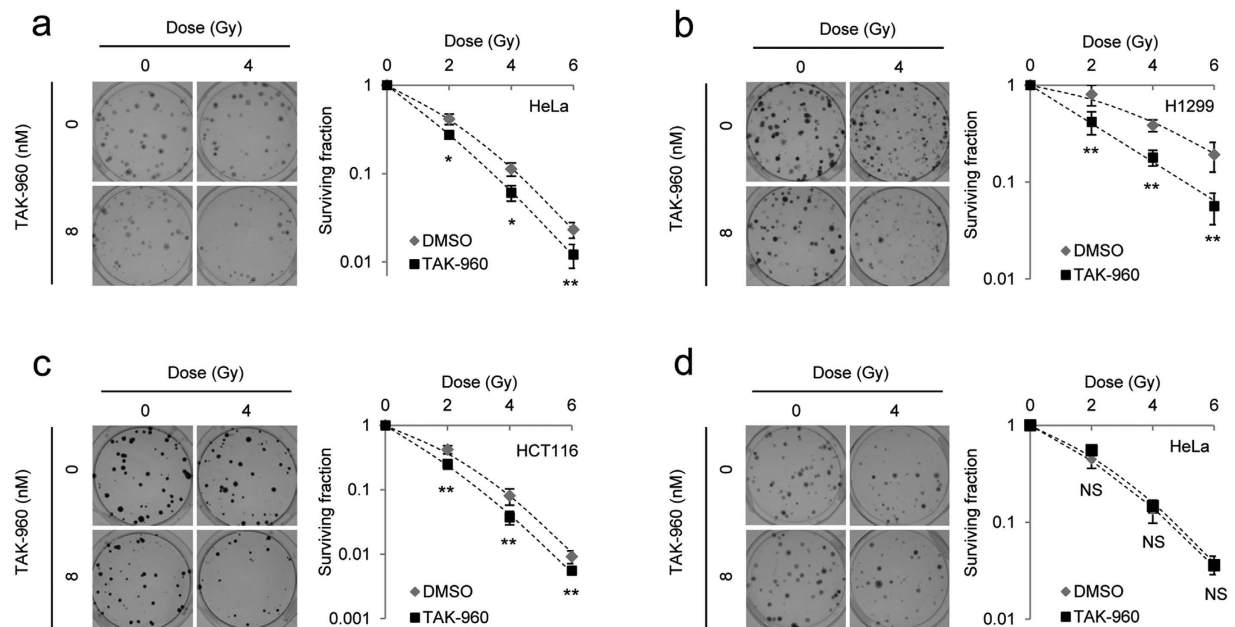 a
Dose (Gy)
0 4
TAK-960 (nM)
0
8
Dose (Gy)
0 2 4 6
Surviving fraction
1
0.1
0.01
HeLa
*
*
**
DMSO
TAK-960
b
Dose (Gy)
0 4
TAK-960 (nM)
0
8
Dose (Gy)
0 2 4 6
Surviving fraction
1
0.1
0.01
H1299
**
**
**
DMSO
TAK-960
c
Dose (Gy)
0 4
TAK-960 (nM)
0
8
Dose (Gy)
0 2 4 6
Surviving fraction
1
0.1
0.01
0.001
HCT116
**
**
**
DMSO
TAK-960
d
Dose (Gy)
0 4
TAK-960 (nM)
0
8
Dose (Gy)
0 2 4 6
Surviving fraction
1
0.1
0.01
HeLa
NS
NS
NS
DMSO
TAK-960